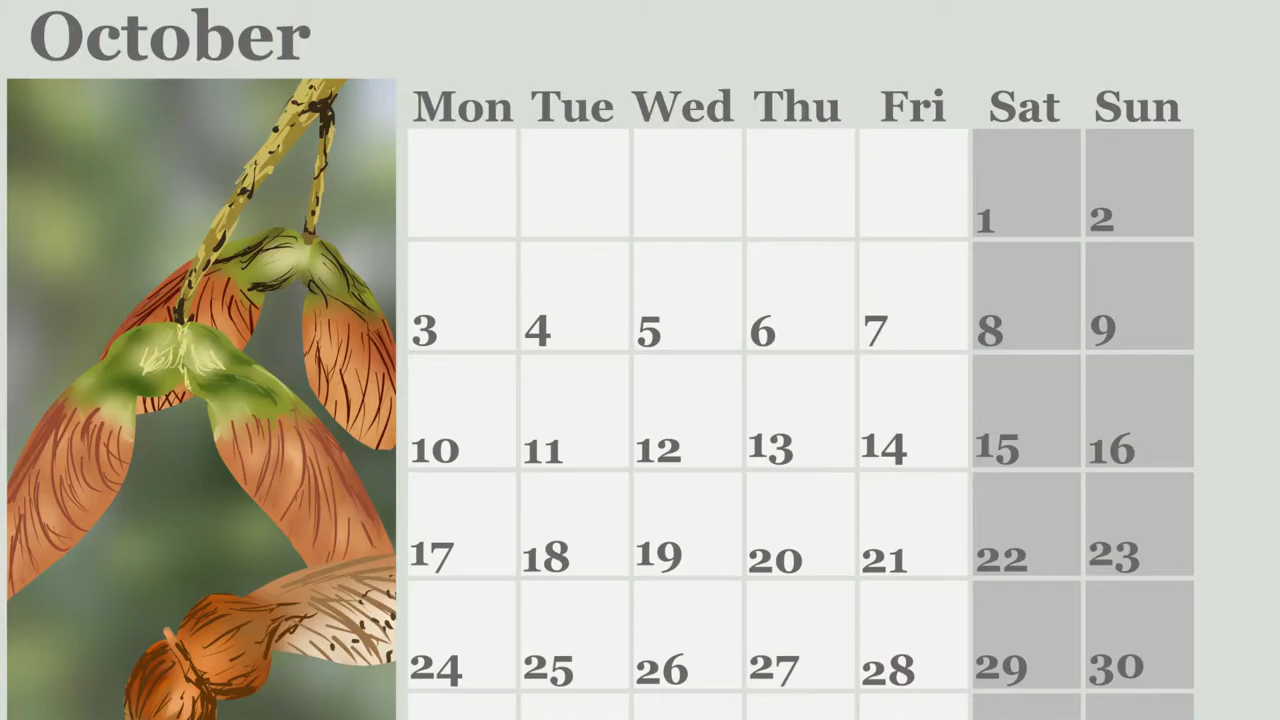 October
Mon Tue Wed Thu Fri Sat Sun
1 2
3 4 5 6 7 8 9
10 11 12 13 14 15 16
17 18 19 20 21 22 23
24 25 26 27 28 29 30